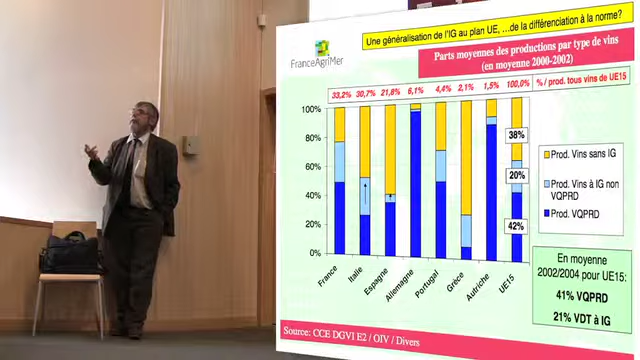 Une généralisation de l'IG au plan UE, ...de la différenciation à la norme?
FranceAgriMer
Parts moyennes des productions par type de vins
(en moyenne 2000-2002)
33,2% 30,7% 21,6% 6,1% 4,4% 2,1% 1,5% 100,0% % / prod. tous vins de UE15
100%
80%
60%
40%
20%
0%
38%
20%
42%
France
Italie
Espagne
Allemagne
Portugal
Grèce
Autriche
UE15
Prod. Vins sans IG
Prod. Vins à IG non
VQPRD
Prod. VQPRD
En moyenne
2002/2004 pour UE15:
41% VQPRD
21% VDT à IG
Source: CCE DGVI E2 / OIV / Divers